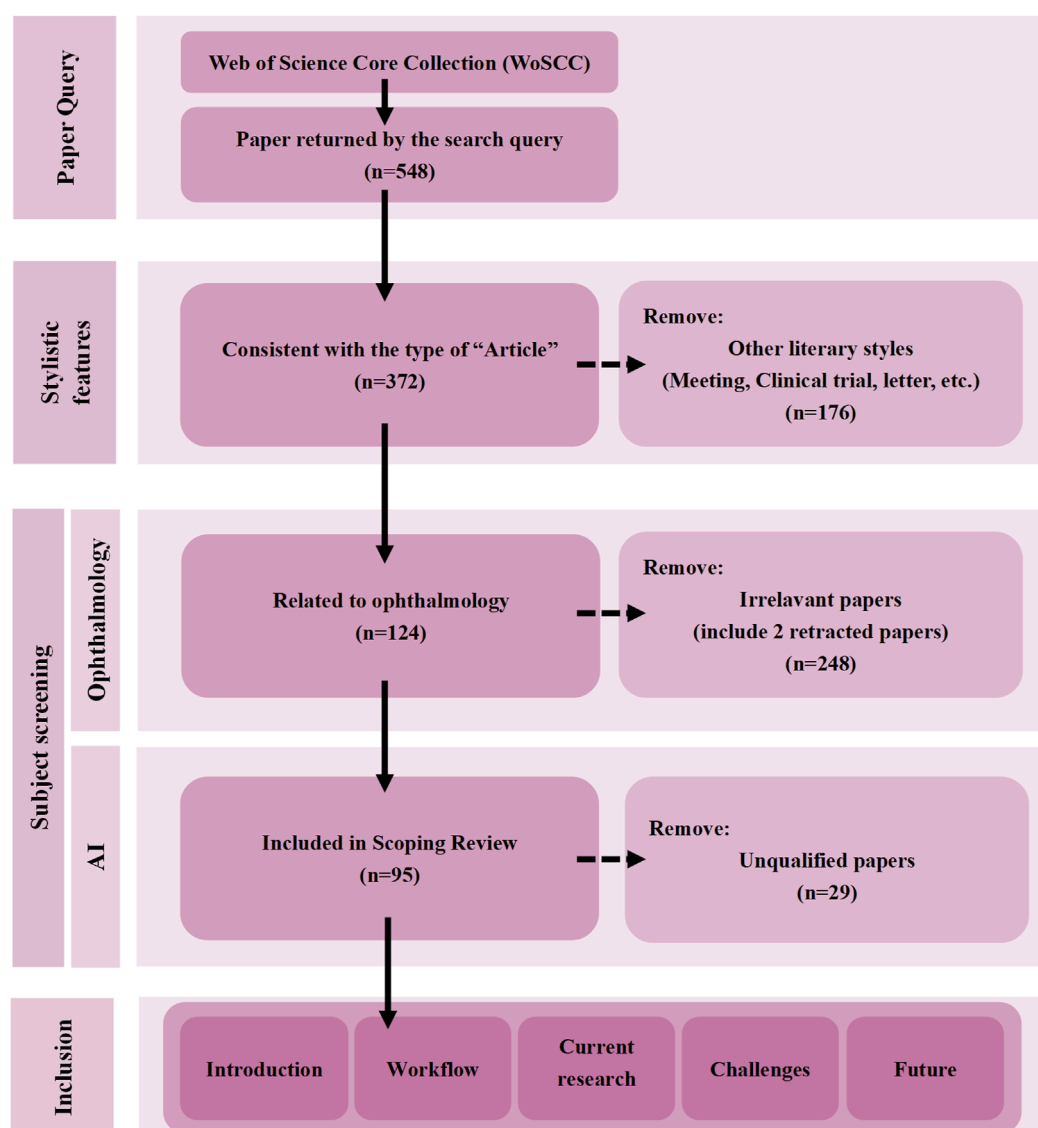 Paper Query
Web of Science Core Collection (WoSCC)
Paper returned by the search query
(n=548)
Stylistic
features
Consistent with the type of “Article”
(n=372)
Remove:
Other literary styles
(Meeting, Clinical trial, letter, etc.)
(n=176)
Subject screening
Ophthalmology
Related to ophthalmology
(n=124)
Remove:
Irrelavant papers
(include 2 retracted papers)
(n=248)
AI
Included in Scoping Review
(n=95)
Remove:
Unqualified papers
(n=29)
Inclusion
Introduction
Workflow
Current
research
Challenges
Future